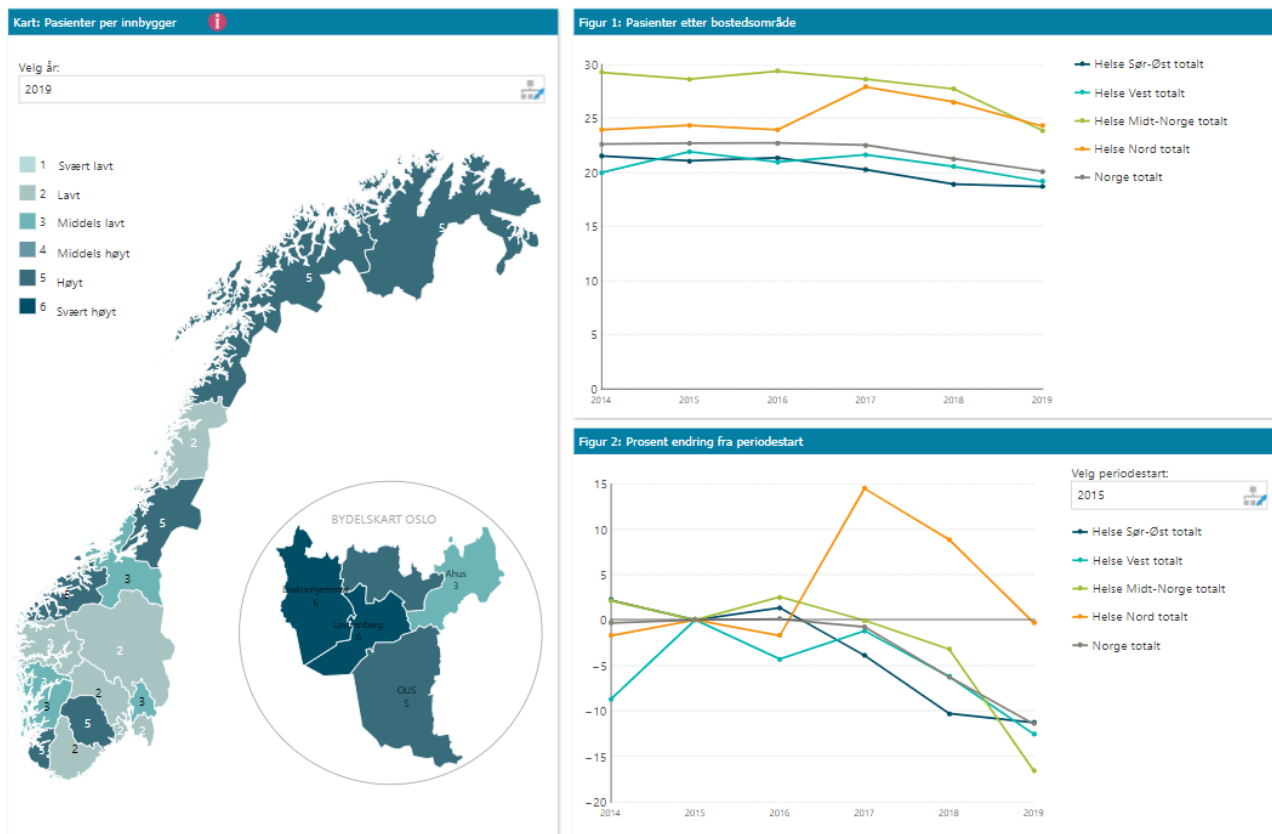 Kart: Pasienter per innbygger
i
Velg år:
2019
1 Svært lavt
2 Lavt
3 Middels lavt
4 Middels høyt
5 Høyt
6 Svært høyt
5
5
2
5
3
5
2
2
3
3
2
3
5
2
2
2
5
BYDELSKART OSLO
Ahus
3
Diakonhjemmet
6
Lovisenberg
6
OUS
5
Figur 1: Pasienter etter bostedsområde
30
25
20
15
10
5
0
2014 2015 2016 2017 2018 2019
Helse Sør-Øst totalt
Helse Vest totalt
Helse Midt-Norge totalt
Helse Nord totalt
Norge totalt
Figur 2: Prosent endring fra periodestart
Velg periodestart:
2015
15
10
5
0
−5
−10
−15
−20
2014 2015 2016 2017 2018 2019
Helse Sør-Øst totalt
Helse Vest totalt
Helse Midt-Norge totalt
Helse Nord totalt
Norge totalt